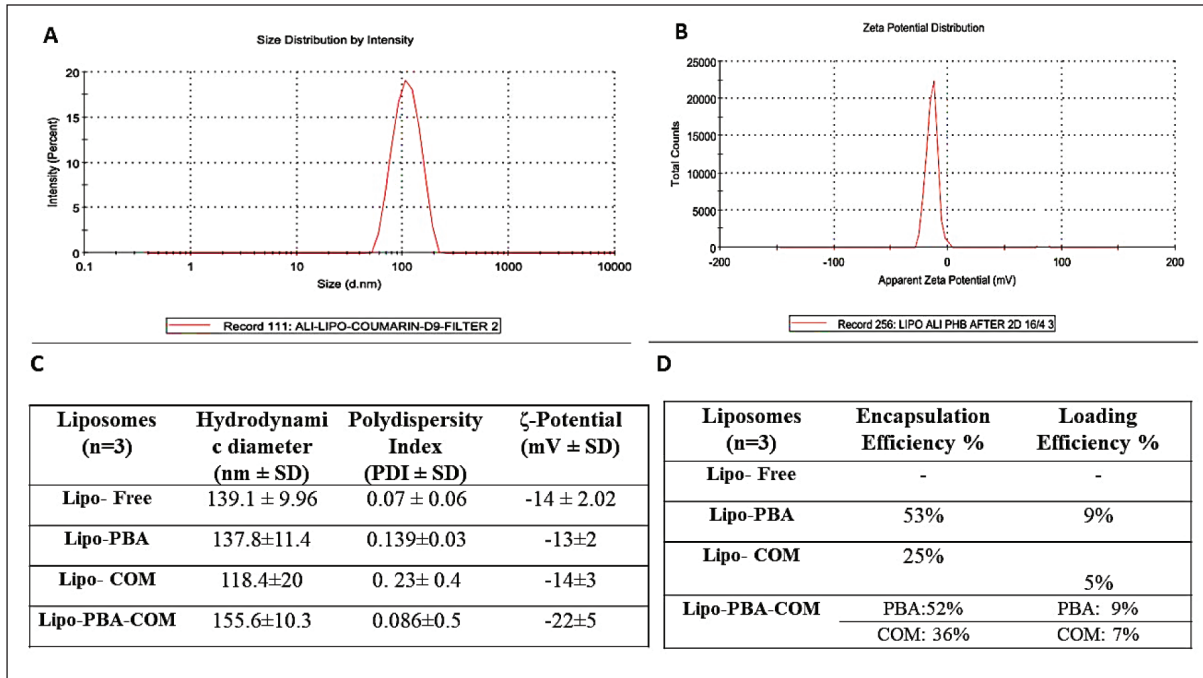 A
Size Distribution by Intensity
20
15
10
5
0
Intensity (Percent)
0.1 1 10 100 1000 10000
Size (d.nm)
Record 111: ALI-LIPO-COUMARIN-D9-FILTER 2
B
Zeta Potential Distribution
25000
20000
15000
10000
5000
0
Total Counts
-200 -100 0 100 200
Apparent Zeta Potential (mV)
Record 256: LIPO ALI PHB AFTER 2D 16/4 3
C
Liposomes Hydrodynami Polydispersity ζ-Potential
(n=3) c diameter Index (mV ± SD)
(nm ± SD) (PDI ± SD)
Lipo- Free 139.1 ± 9.96 0.07 ± 0.06 -14 ± 2.02
Lipo-PBA 137.8±11.4 0.139±0.03 -13±2
Lipo- COM 118.4±20 0. 23± 0.4 -14±3
Lipo-PBA-COM 155.6±10.3 0.086±0.5 -22±5
D
Liposomes Encapsulation Loading
(n=3) Efficiency % Efficiency %
Lipo- Free - -
Lipo-PBA 53% 9%
Lipo- COM 25%
5%
Lipo-PBA-COM PBA:52% PBA: 9%
COM: 36% COM: 7%